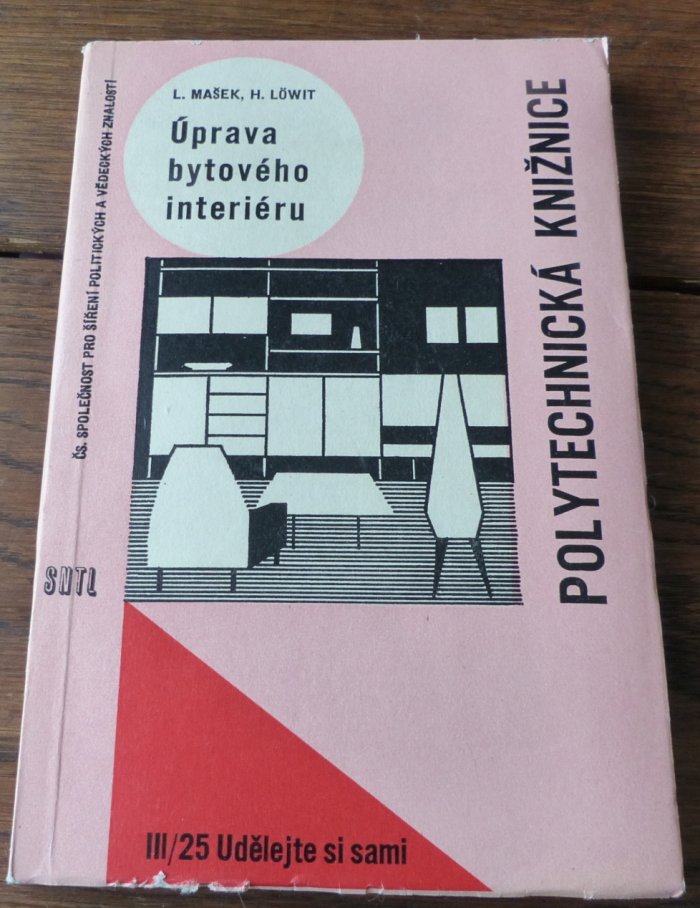 L. MAŠEK, H. LÖWIT
Úprava
bytového
interiéru
POLYTECHNICKÁ KNIŽNICE
ČS. SPOLEČNOST PRO ŠÍŘENÍ POLITICKÝCH A VĚDECKÝCH ZNALOSTÍ
SNTL
III/25 Udělejte si sami